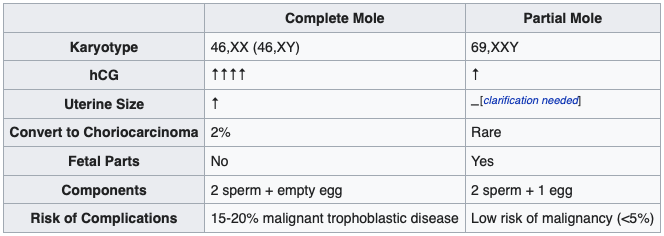 Complete Mole Partial Mole
Karyotype 46,XX (46,XY) 69,XXY
hCG ↑↑↑↑ ↑
Uterine Size ↑ –[clarification needed]
Convert to Choriocarcinoma 2% Rare
Fetal Parts No Yes
Components 2 sperm + empty egg 2 sperm + 1 egg
Risk of Complications 15-20% malignant trophoblastic disease Low risk of malignancy (<5%)